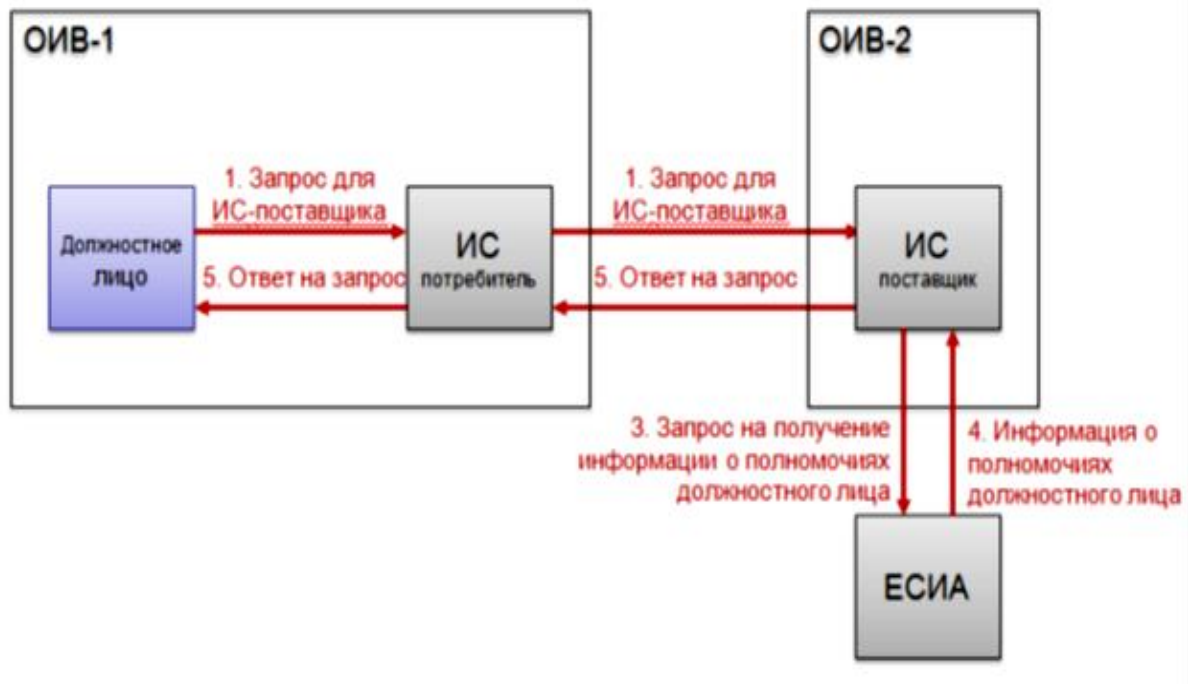 ОИВ-1
ОИВ-2
1. Запрос для
ИС-поставщика
1. Запрос для
ИС-поставщика
Должностное
лицо
ИС
потребитель
ИС
поставщик
5. Ответ на запрос
5. Ответ на запрос
3. Запрос на получение
информации о полномочиях
должностного лица
4. Информация о
полномочиях
должностного лица
ЕСИА